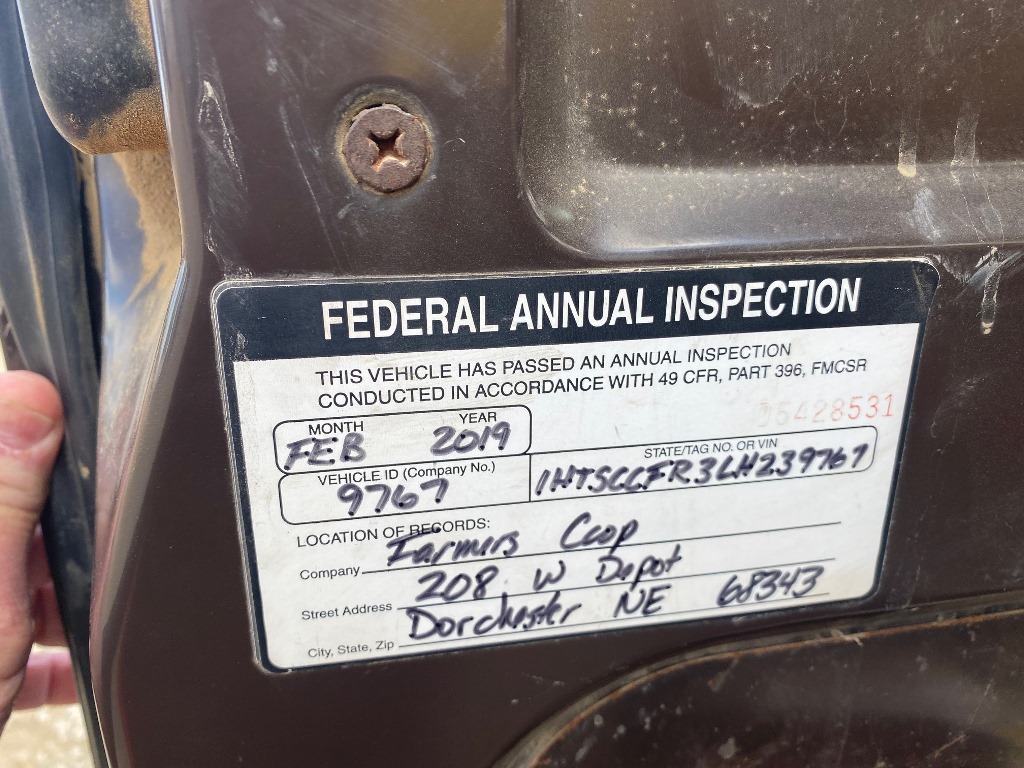 FEDERAL ANNUAL INSPECTION
THIS VEHICLE HAS PASSED AN ANNUAL INSPECTION
CONDUCTED IN ACCORDANCE WITH 49 CFR, PART 396, FMCSR
05428531
MONTH YEAR
FEB 2019
STATE/TAG NO. OR VIN
1HTSCCFR3LH239767
VEHICLE ID (Company No.)
9767
LOCATION OF RECORDS:
Company Farmers Coop
Street Address 208 W Depot
City, State, Zip Dorchester NE 68343